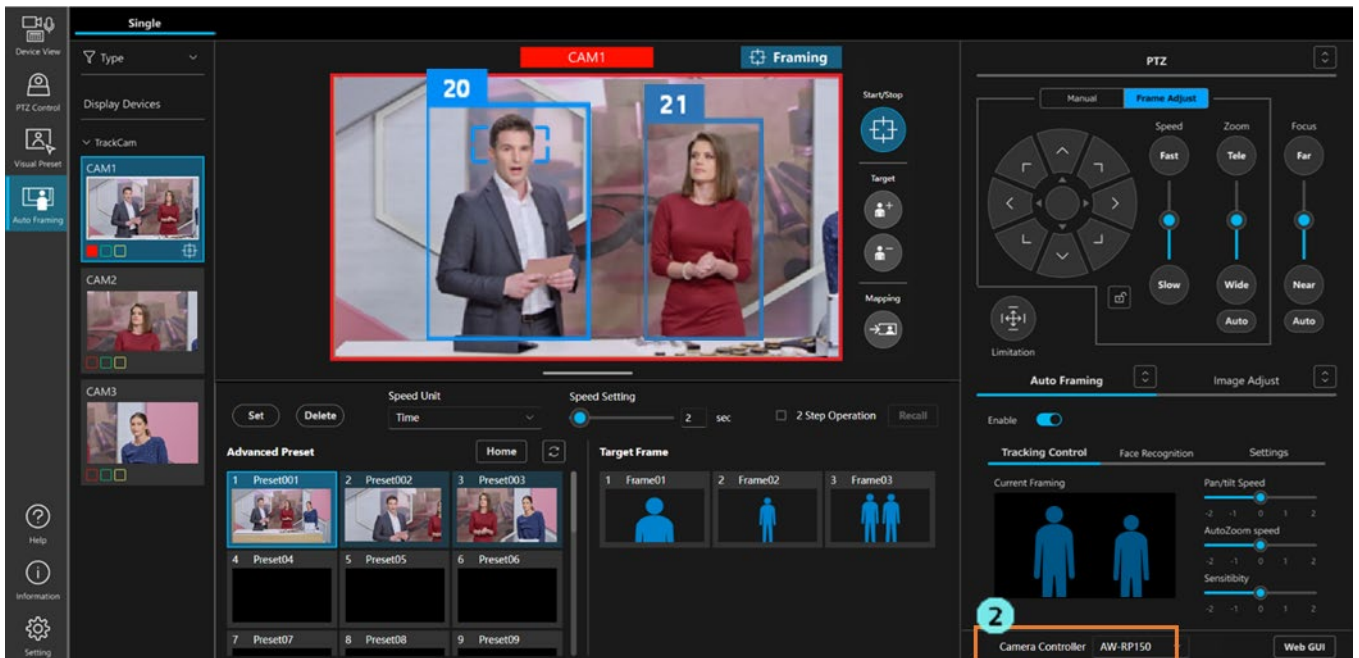 Device View
PTZ Control
Visual Preset
Auto Framing
Help
Information
Setting
Single
Type
Display Devices
TrackCam
CAM1
CAM2
CAM3
CAM1
Framing
20
21
Start/Stop
Target
Mapping
Set
Delete
Speed Unit
Time
Speed Setting
2 sec
2 Step Operation
Recall
Advanced Preset
Home
1 Preset001
2 Preset002
3 Preset003
4 Preset04
5 Preset05
6 Preset06
7 Preset07
8 Preset08
9 Preset09
Target Frame
1 Frame01
2 Frame02
3 Frame03
PTZ
Manual
Frame Adjust
Speed
Zoom
Focus
Fast
Tele
Far
Slow
Wide
Near
Auto
Auto
Limitation
Auto Framing
Image Adjust
Enable
Tracking Control
Face Recognition
Settings
Current Framing
Pan/tilt Speed
-2 -1 0 1 2
AutoZoom speed
-2 -1 0 1 2
Sensitibity
-2 -1 0 1 2
2
Camera Controller
AW-RP150
Web GUI